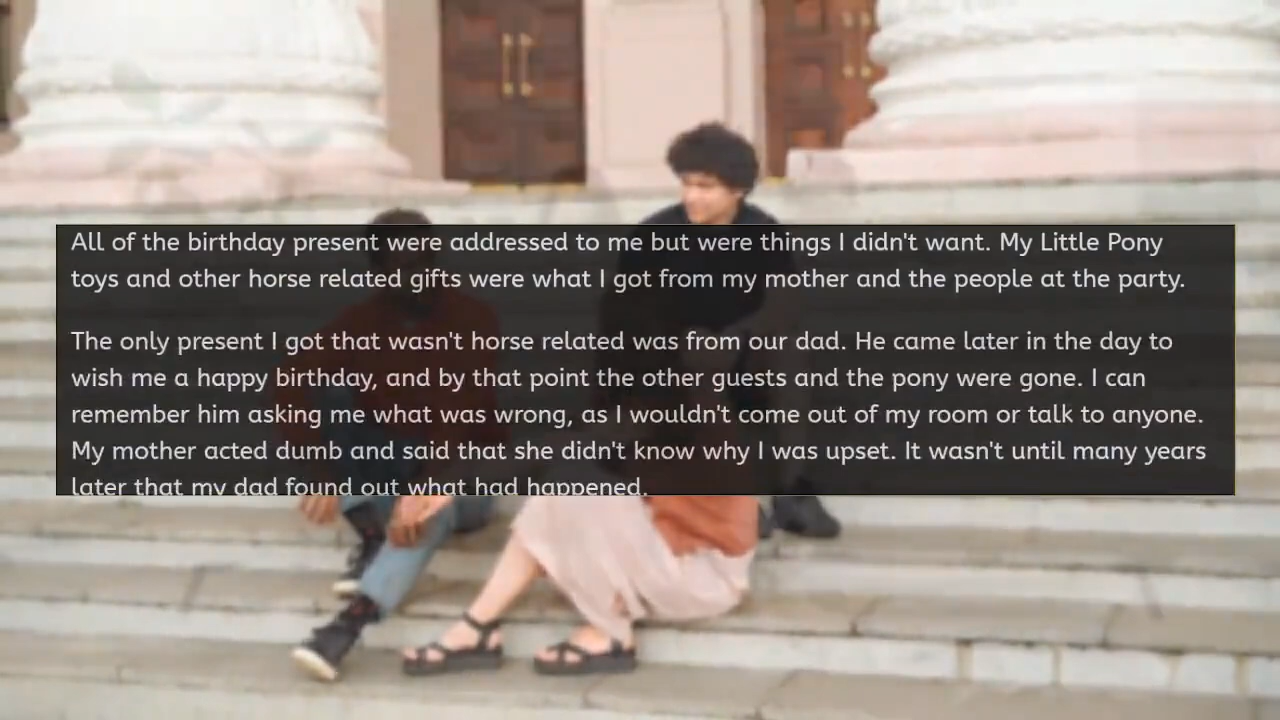 All of the birthday present were addressed to me but were things I didn't want. My Little Pony
toys and other horse related gifts were what I got from my mother and the people at the party.
The only present I got that wasn't horse related was from our dad. He came later in the day to
wish me a happy birthday, and by that point the other guests and the pony were gone. I can
remember him asking me what was wrong, as I wouldn't come out of my room or talk to anyone.
My mother acted dumb and said that she didn't know why I was upset. It wasn't until many years
later that my dad found out what had happened.